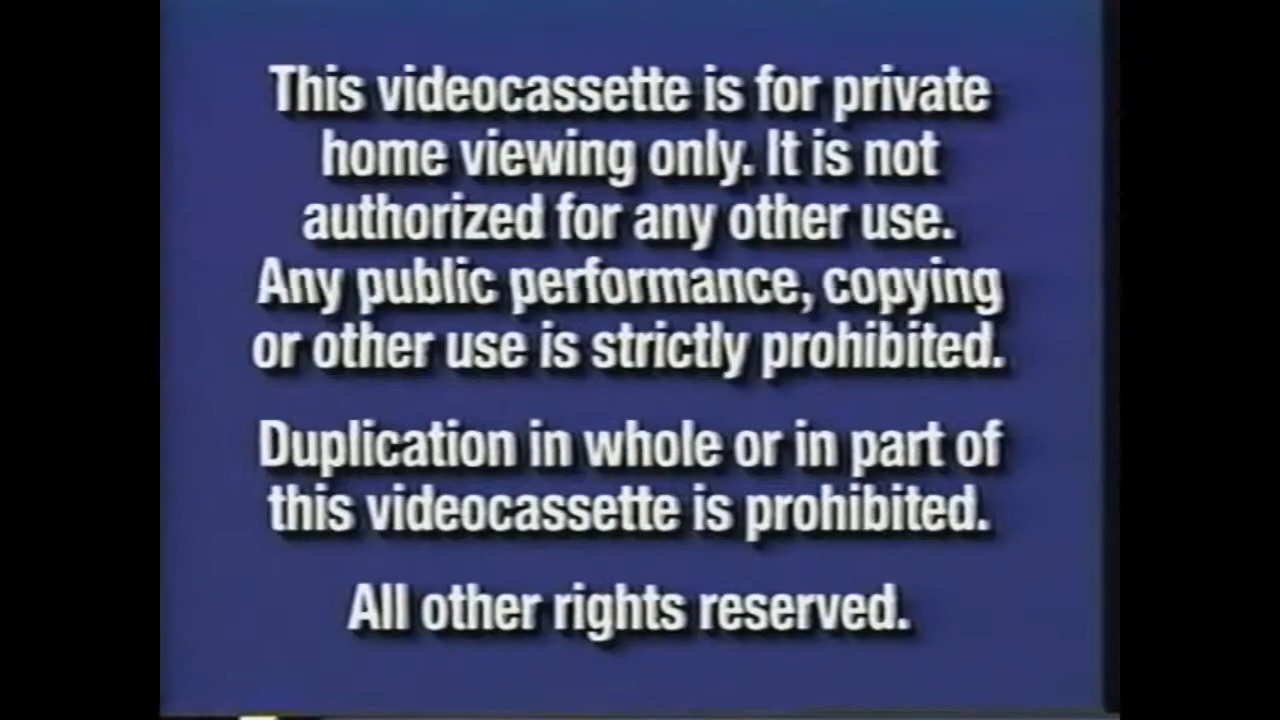 This videocassette is for private
home viewing only. It is not
authorized for any other use.
Any public performance, copying
or other use is strictly prohibited.
Duplication in whole or in part of
this videocassette is prohibited.
All other rights reserved.